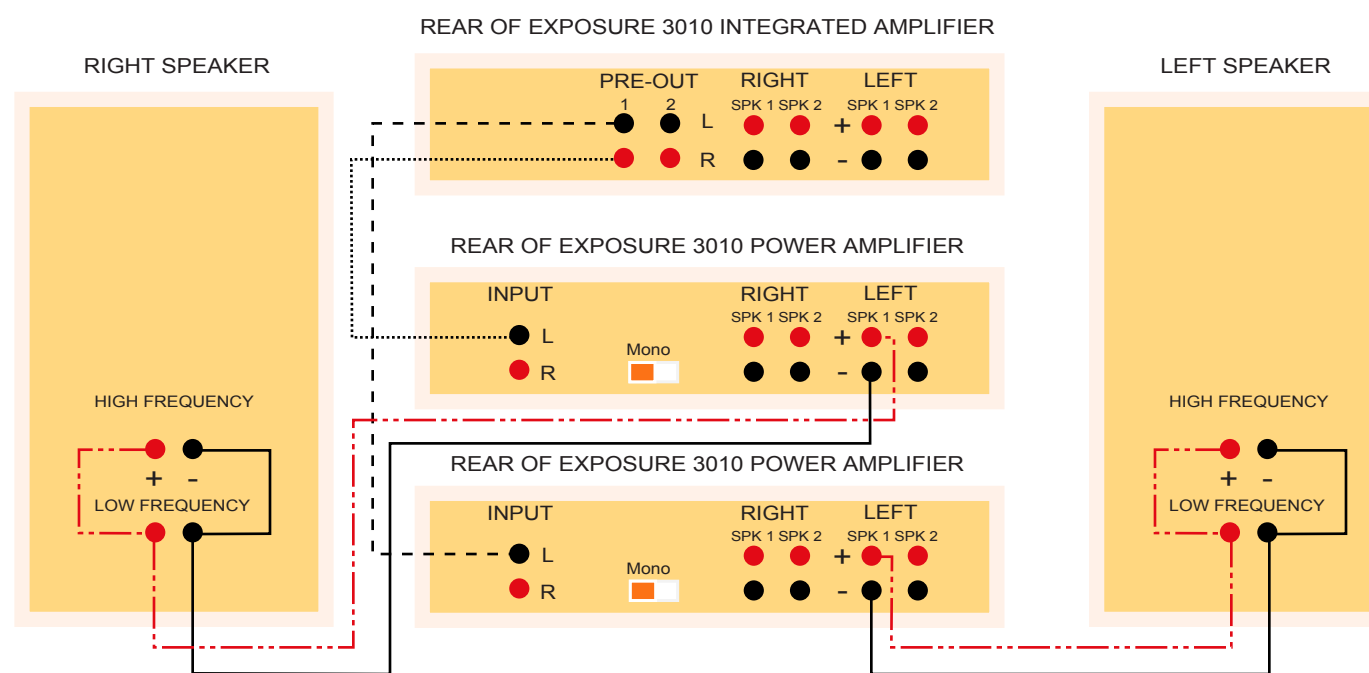 REAR OF EXPOSURE 3010 INTEGRATED AMPLIFIER
RIGHT SPEAKER
LEFT SPEAKER
PRE-OUT RIGHT LEFT
1 2 SPK 1 SPK 2 SPK 1 SPK 2
L +
R -
REAR OF EXPOSURE 3010 POWER AMPLIFIER
INPUT RIGHT LEFT
SPK 1 SPK 2 SPK 1 SPK 2
L +
Mono
R -
HIGH FREQUENCY
+ -
LOW FREQUENCY
REAR OF EXPOSURE 3010 POWER AMPLIFIER
INPUT RIGHT LEFT
SPK 1 SPK 2 SPK 1 SPK 2
L +
Mono
R -
HIGH FREQUENCY
+ -
LOW FREQUENCY